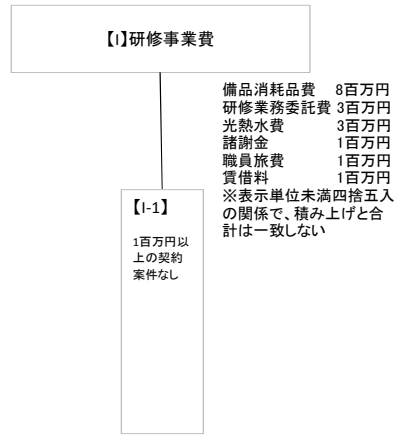 【I】研修事業費
備品消耗品費　8百万円
研修業務委託費 3百万円
光熱水費　　　3百万円
諸謝金　　　　1百万円
職員旅費　　　1百万円
賃借料　　　　1百万円
※表示単位未満四捨五入
の関係で、積み上げと合
計は一致しない
【I-1】
1百万円以
上の契約
案件なし